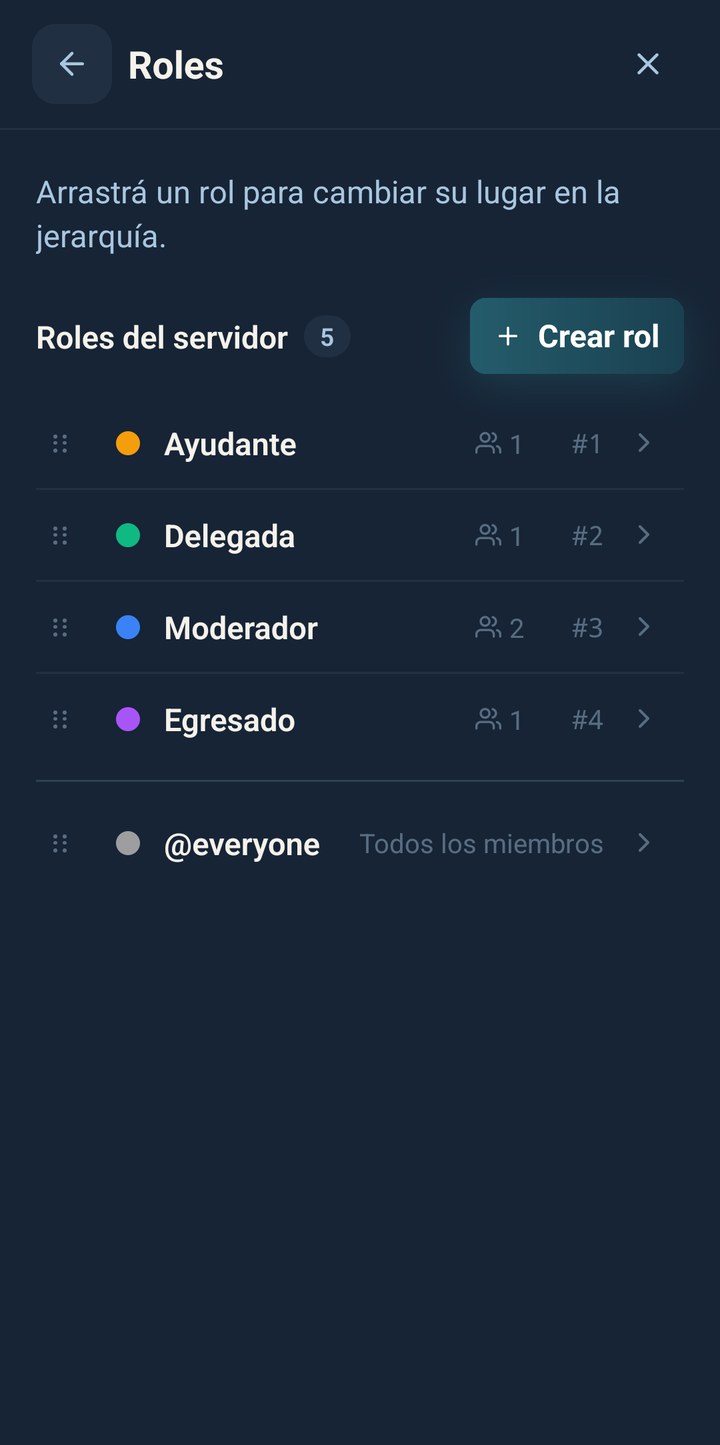 Roles
Arrastrá un rol para cambiar su lugar en la
jerarquía.
Roles del servidor 5
+ Crear rol
Ayudante 1 #1
Delegada 1 #2
Moderador 2 #3
Egresado 1 #4
@everyone Todos los miembros